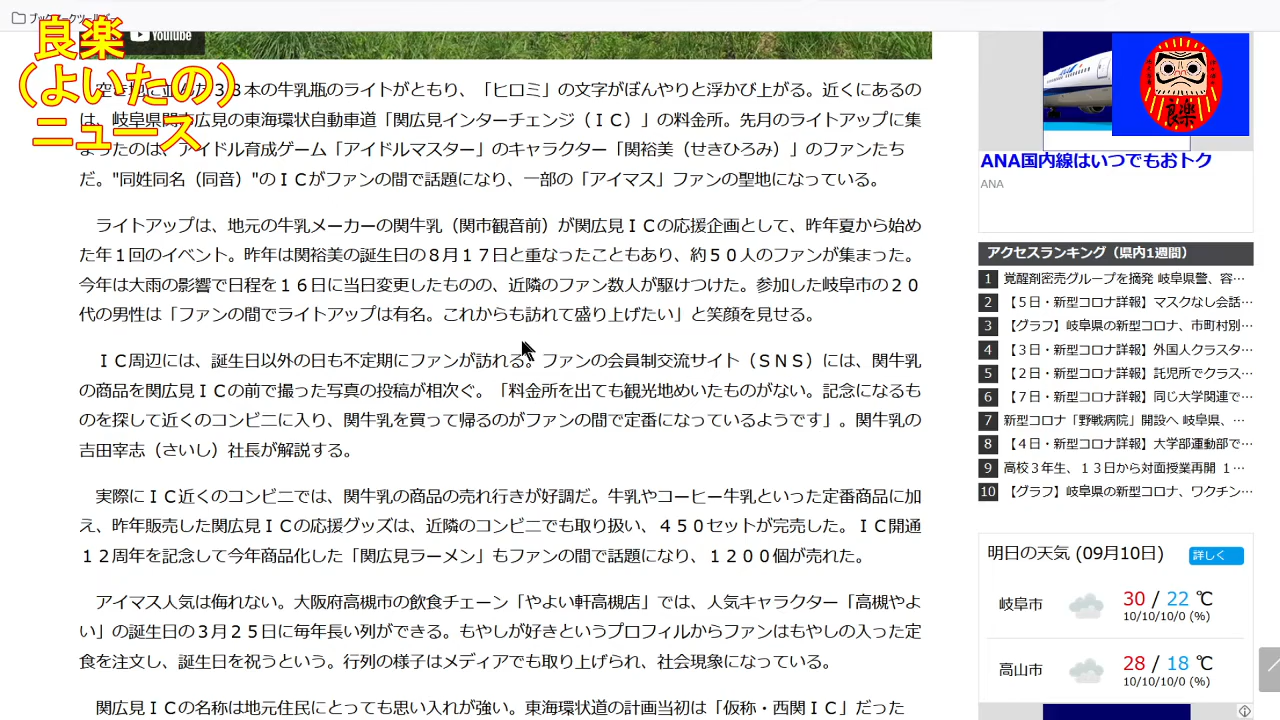 良楽
(よいたの)
ニュース
YouTube
本の牛乳瓶のライトがともり、「ヒロミ」の文字がぼんやりと浮かび上がる。近くにあるの
は、岐阜県関市広見の東海環状自動車道「関広見インターチェンジ（ＩＣ）」の料金所。先月のライトアップに集
まったのは、アイドル育成ゲーム「アイドルマスター」のキャラクター「関裕美（せきひろみ）」のファンたち
だ。"同姓同名（同音）"のＩＣがファンの間で話題になり、一部の「アイマス」ファンの聖地になっている。
ライトアップは、地元の牛乳メーカーの関牛乳（関市観音前）が関広見ＩＣの応援企画として、昨年夏から始め
た年１回のイベント。昨年は関裕美の誕生日の８月１７日と重なったこともあり、約５０人のファンが集まった。
今年は大雨の影響で日程を１６日に当日変更したものの、近隣のファン数人が駆けつけた。参加した岐阜市の２０
代の男性は「ファンの間でライトアップは有名。これからも訪れて盛り上げたい」と笑顔を見せる。
ＩＣ周辺には、誕生日以外の日も不定期にファンが訪れる。ファンの会員制交流サイト（ＳＮＳ）には、関牛乳
の商品を関広見ＩＣの前で撮った写真の投稿が相次ぐ。「料金所を出ても観光地めいたものがない。記念になるも
のを探して近くのコンビニに入り、関牛乳を買って帰るのがファンの間で定番になっているようです」。関牛乳の
吉田宰志（さいし）社長が解説する。
実際にＩＣ近くのコンビニでは、関牛乳の商品の売れ行きが好調だ。牛乳やコーヒー牛乳といった定番商品に加
え、昨年販売した関広見ＩＣの応援グッズは、近隣のコンビニでも取り扱い、４５０セットが完売した。ＩＣ開通
１２周年を記念して今年商品化した「関広見ラーメン」もファンの間で話題になり、１２００個が売れた。
アイマス人気は侮れない。大阪府高槻市の飲食チェーン「やよい軒高槻店」では、人気キャラクター「高槻やよ
い」の誕生日の３月２５日に毎年長い列ができる。もやしが好きというプロフィルからファンはもやしの入った定
食を注文し、誕生日を祝うという。行列の様子はメディアでも取り上げられ、社会現象になっている。
関広見ＩＣの名称は地元住民にとっても思い入れが強い。東海環状道の計画当初は「仮称・西関ＩＣ」だった
良楽
ANA国内線はいつでもおトク
ANA
アクセスランキング（県内1週間）
1 覚醒剤密売グループを摘発 岐阜県警、容…
2 【５日・新型コロナ詳報】マスクなし会話…
3 【グラフ】岐阜県の新型コロナ、市町村別…
4 【３日・新型コロナ詳報】外国人クラスタ…
5 【２日・新型コロナ詳報】託児所でクラス…
6 【７日・新型コロナ詳報】同じ大学関連で…
7 新型コロナ「野戦病院」開設へ 岐阜県、…
8 【４日・新型コロナ詳報】大学部運動部で…
9 高校３年生、１３日から対面授業再開 １…
10 【グラフ】岐阜県の新型コロナ、ワクチン…
明日の天気 (09月10日)
詳しく
岐阜市 30 / 22 ℃
10/10/10/0 (%)
高山市 28 / 18 ℃
10/10/10/0 (%)